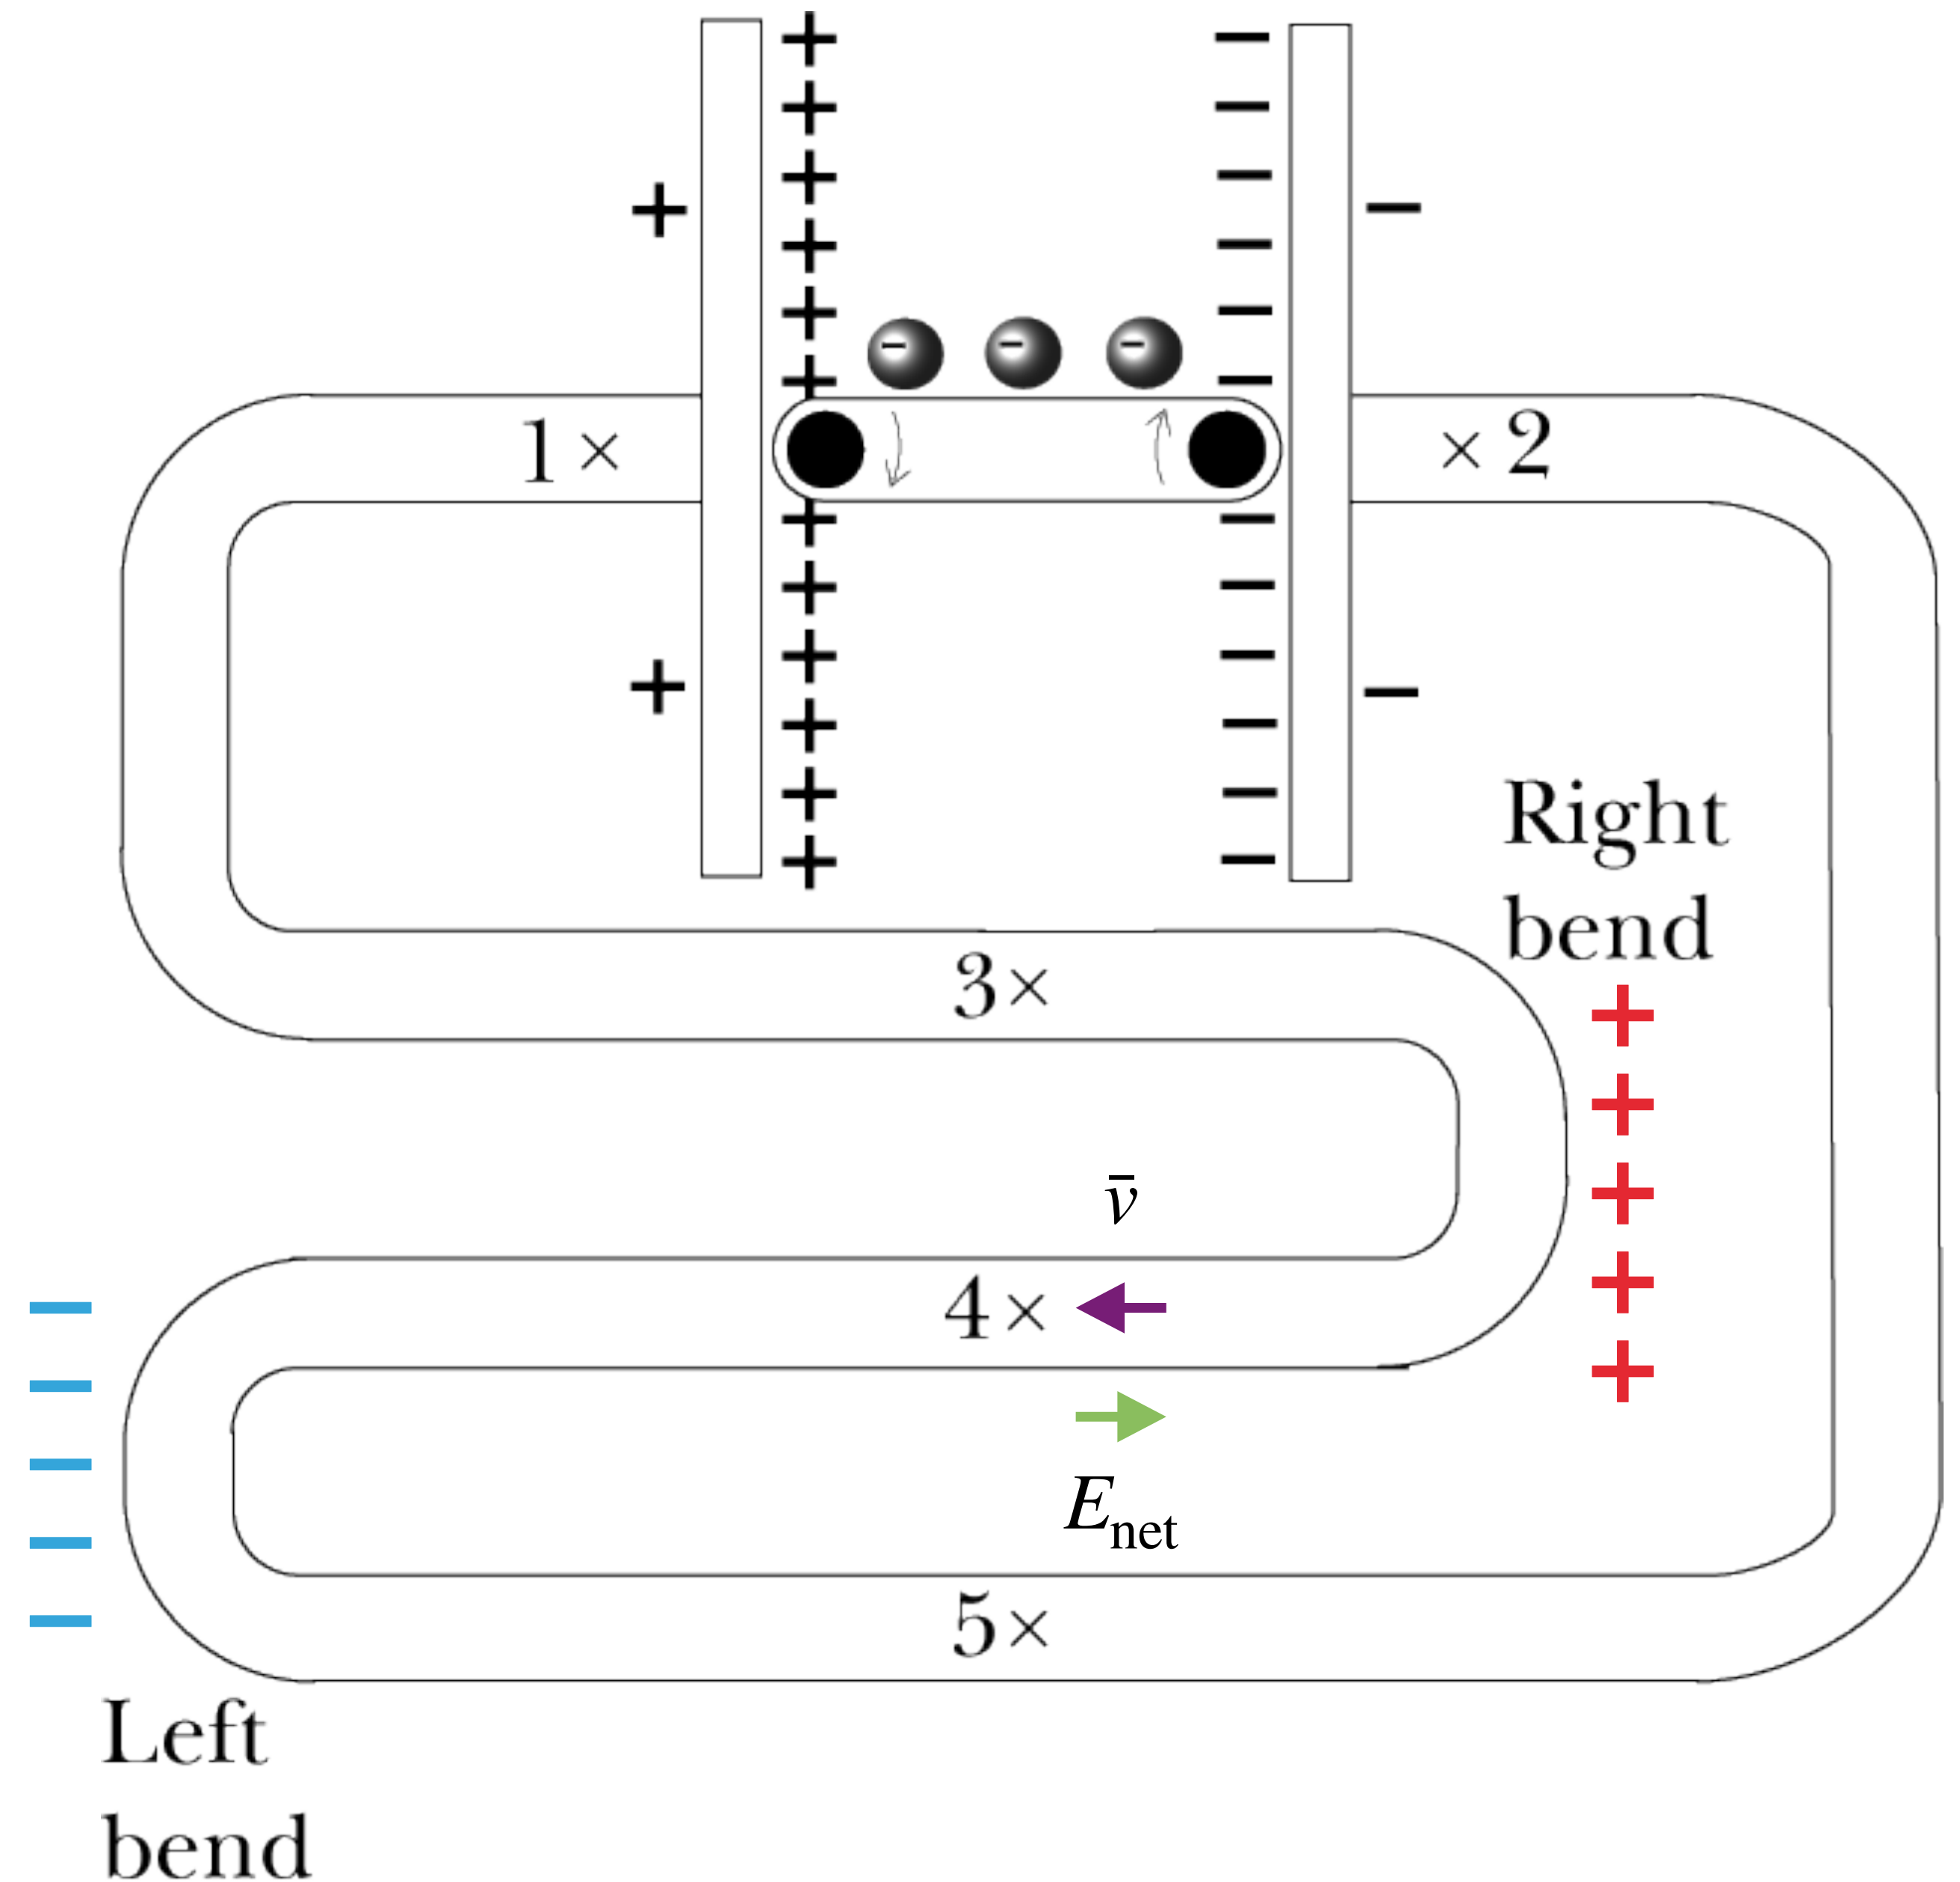 1×
×2
Right
bend
3×
v̄
4×
E_net
5×
Left
bend